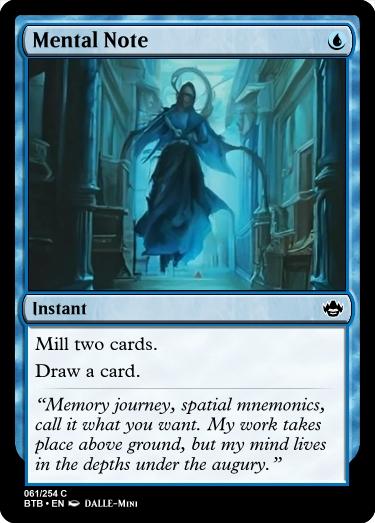 Mental Note
Instant
Mill two cards.
Draw a card.
“Memory journey, spatial mnemonics,
call it what you want. My work takes
place above ground, but my mind lives
in the depths under the augury.”
061/254 C
BTB • EN DALLE-Mini